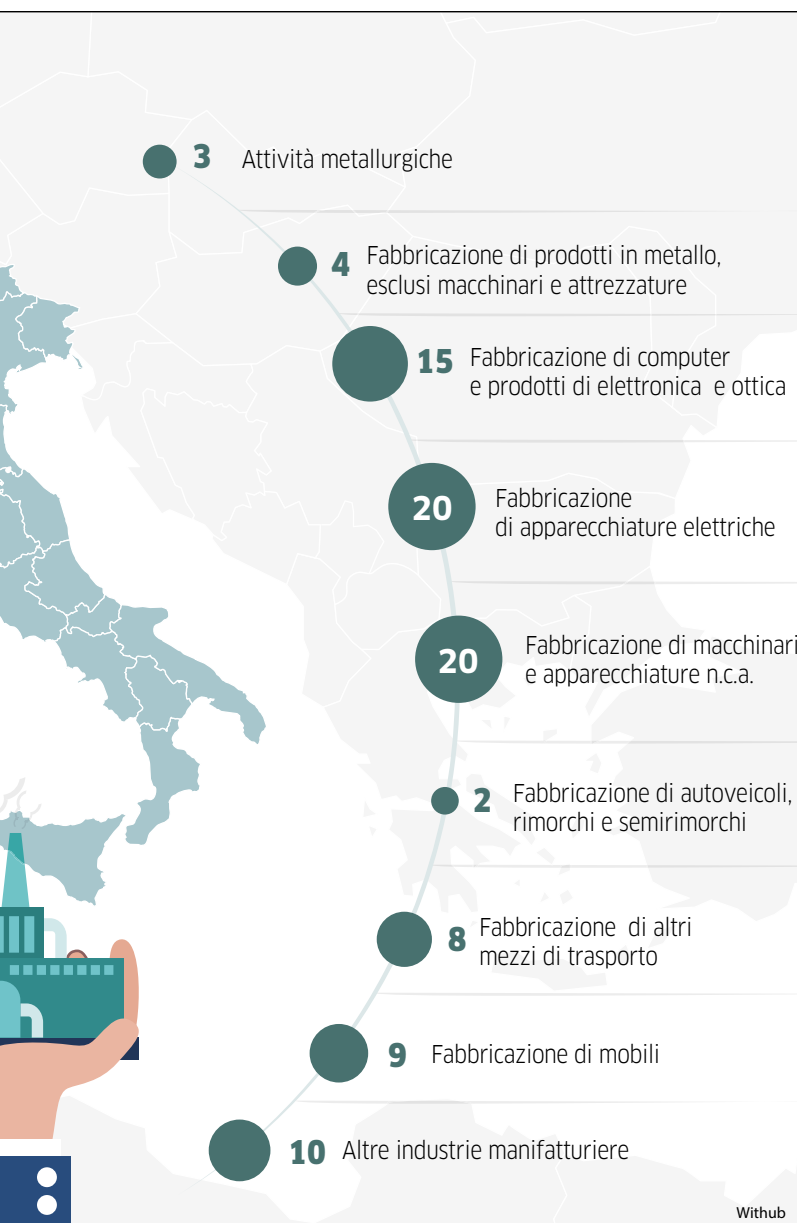 3 Attività metallurgiche
4 Fabbricazione di prodotti in metallo,
esclusi macchinari e attrezzature
15 Fabbricazione di computer
e prodotti di elettronica e ottica
20 Fabbricazione
di apparecchiature elettriche
20 Fabbricazione di macchinari
e apparecchiature n.c.a.
2 Fabbricazione di autoveicoli,
rimorchi e semirimorchi
8 Fabbricazione di altri
mezzi di trasporto
9 Fabbricazione di mobili
10 Altre industrie manifatturiere
Withub